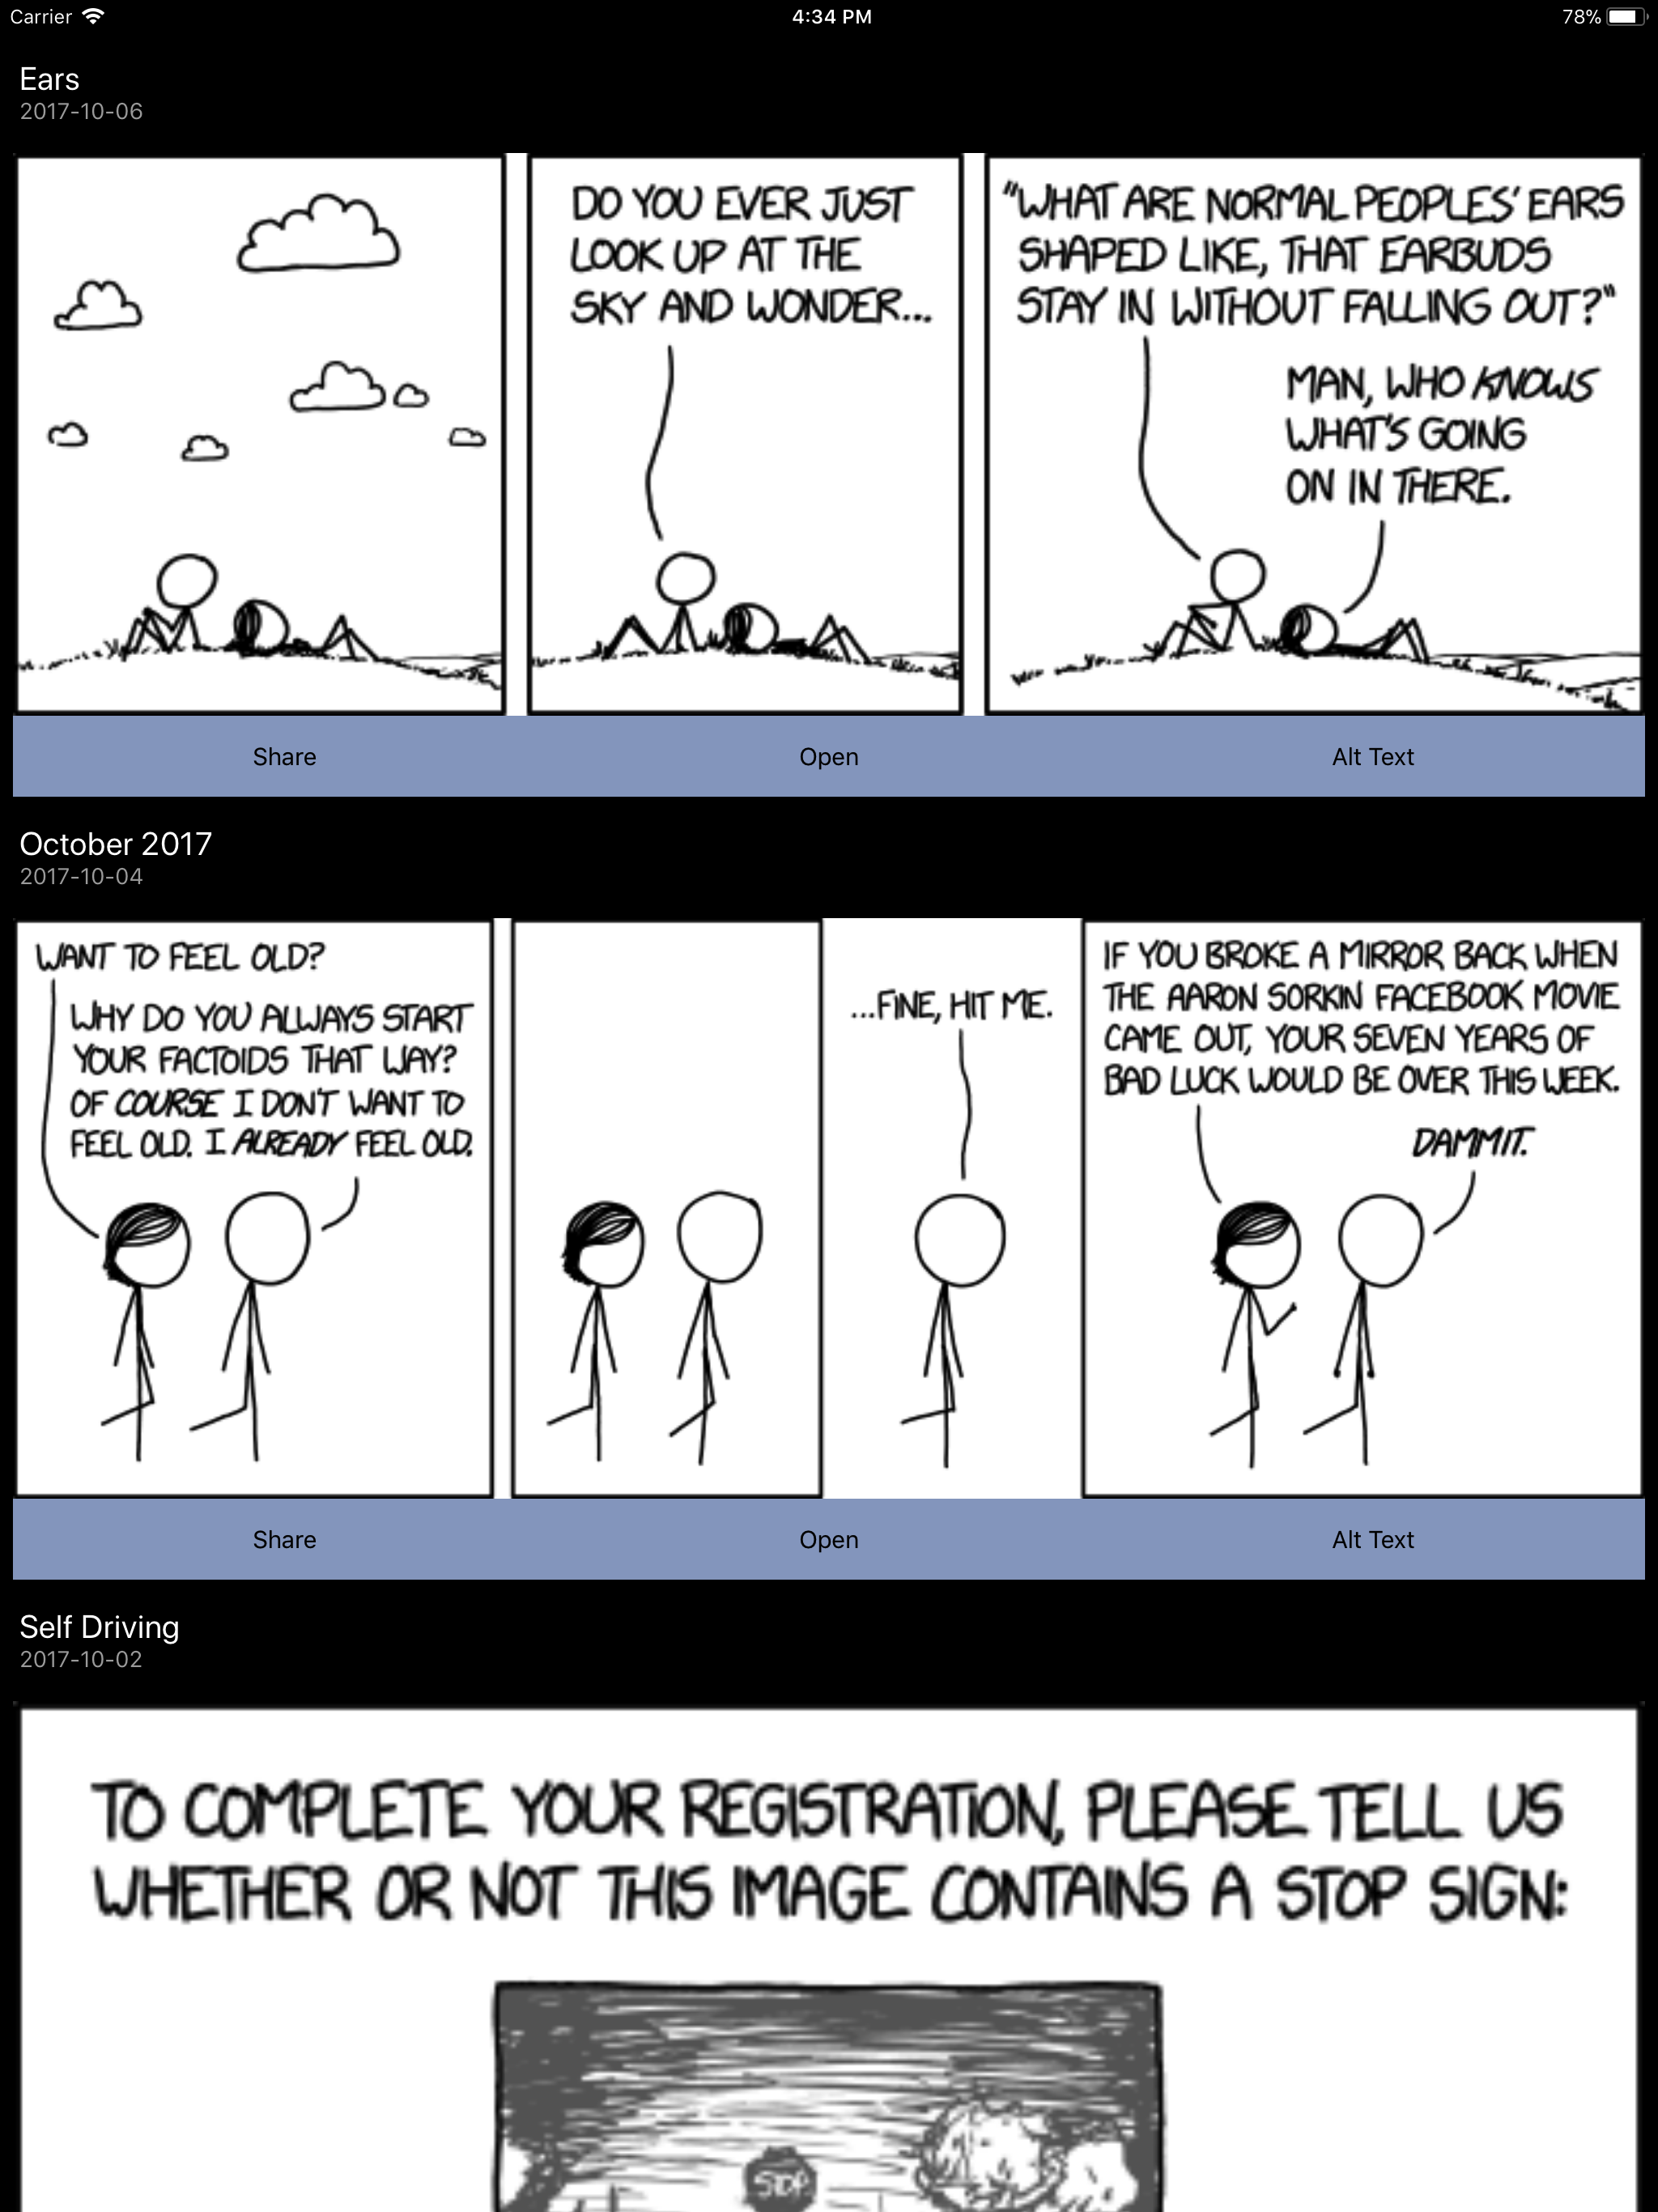 Carrier 4:34 PM 78%
Ears
2017-10-06
DO YOU EVER JUST
LOOK UP AT THE
SKY AND WONDER...
"WHAT ARE NORMAL PEOPLES' EARS
SHAPED LIKE, THAT EARBUDS
STAY IN WITHOUT FALLING OUT?"
MAN, WHO KNOWS
WHAT'S GOING
ON IN THERE.
Share Open Alt Text
October 2017
2017-10-04
WANT TO FEEL OLD?
WHY DO YOU ALWAYS START
YOUR FACTOIDS THAT WAY?
OF COURSE I DON'T WANT TO
FEEL OLD. I ALREADY FEEL OLD.
...FINE, HIT ME.
IF YOU BROKE A MIRROR BACK WHEN
THE AARON SORKIN FACEBOOK MOVIE
CAME OUT, YOUR SEVEN YEARS OF
BAD LUCK WOULD BE OVER THIS WEEK.
DAMMIT.
Share Open Alt Text
Self Driving
2017-10-02
TO COMPLETE YOUR REGISTRATION, PLEASE TELL US
WHETHER OR NOT THIS IMAGE CONTAINS A STOP SIGN:
STOP